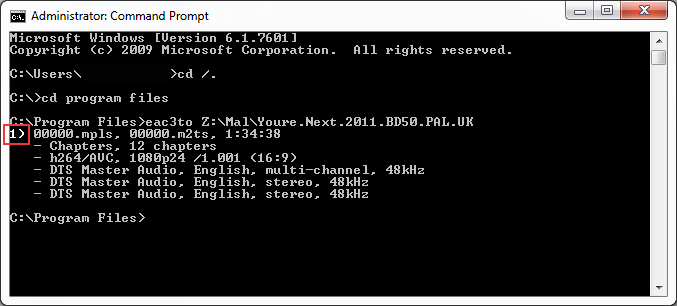 Administrator: Command Prompt
Microsoft Windows [Version 6.1.7601]
Copyright (c) 2009 Microsoft Corporation.  All rights reserved.
C:\Users\            >cd /.
C:\>cd program files
C:\Program Files>eac3to Z:\Mal\Youre.Next.2011.BD50.PAL.UK
1) 00000.mpls, 00000.m2ts, 1:34:38
   - Chapters, 12 chapters
   - h264/AVC, 1080p24 /1.001 (16:9)
   - DTS Master Audio, English, multi-channel, 48kHz
   - DTS Master Audio, English, stereo, 48kHz
   - DTS Master Audio, English, stereo, 48kHz
C:\Program Files>